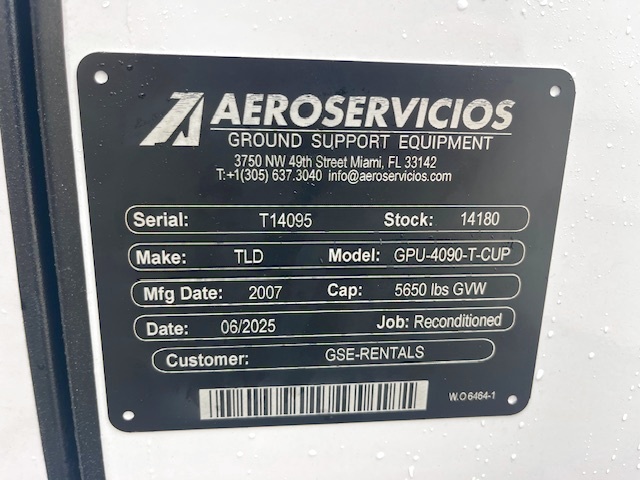 AEROSERVICIOS
GROUND SUPPORT EQUIPMENT
3750 NW 49th Street Miami, FL 33142
T:+1(305) 637.3040 info@aeroservicios.com
Serial: T14095 Stock: 14180
Make: TLD Model: GPU-4090-T-CUP
Mfg Date: 2007 Cap: 5650 lbs GVW
Date: 06/2025 Job: Reconditioned
Customer: GSE-RENTALS
W.O 6464-1